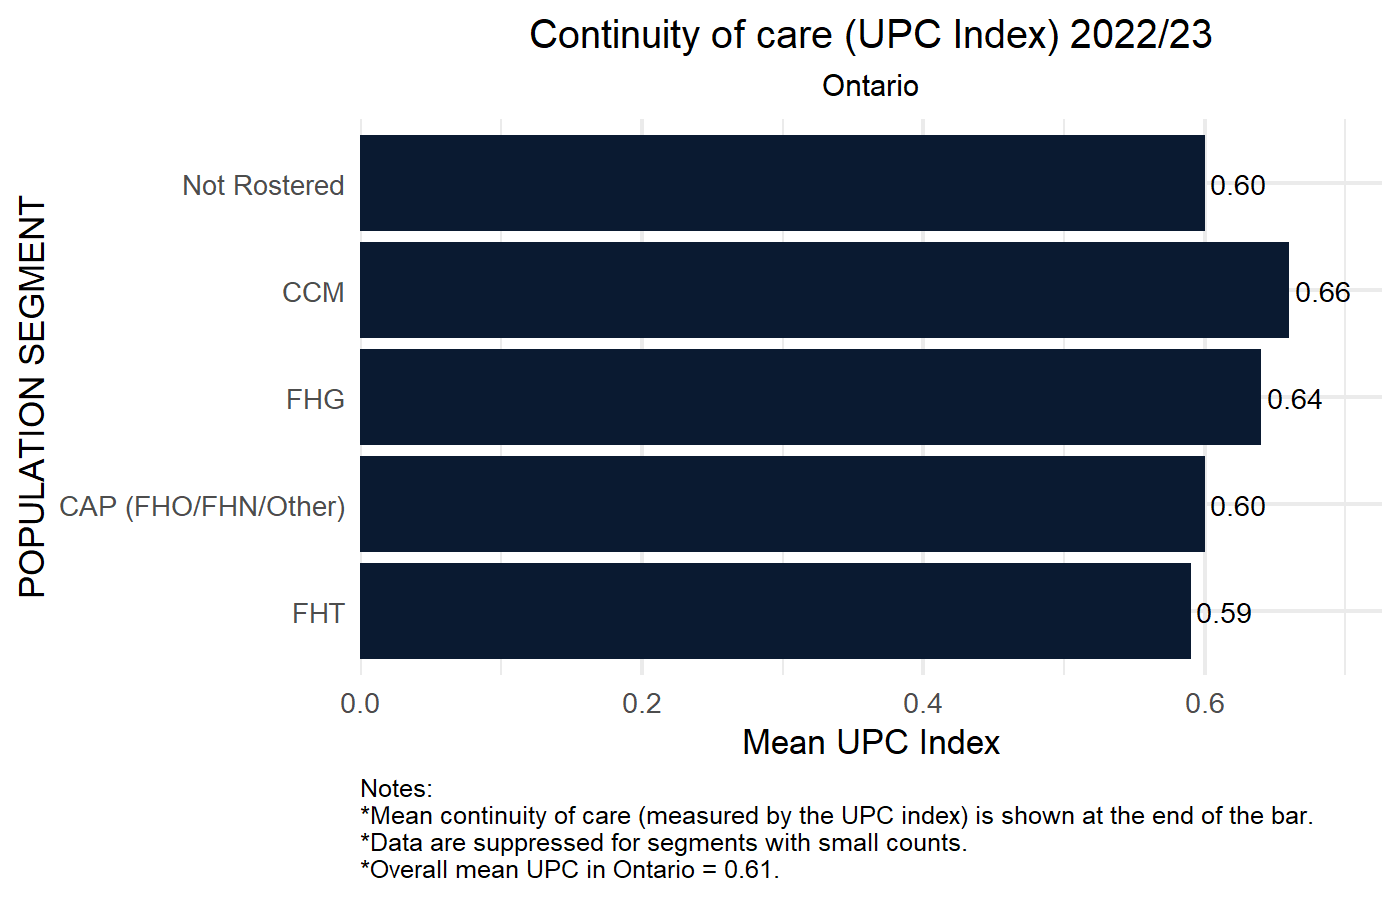 Continuity of care (UPC Index) 2022/23
Ontario
POPULATION SEGMENT
Not Rostered
0.60
CCM
0.66
FHG
0.64
CAP (FHO/FHN/Other)
0.60
FHT
0.59
0.0
0.2
0.4
0.6
Mean UPC Index
Notes:
*Mean continuity of care (measured by the UPC index) is shown at the end of the bar.
*Data are suppressed for segments with small counts.
*Overall mean UPC in Ontario = 0.61.